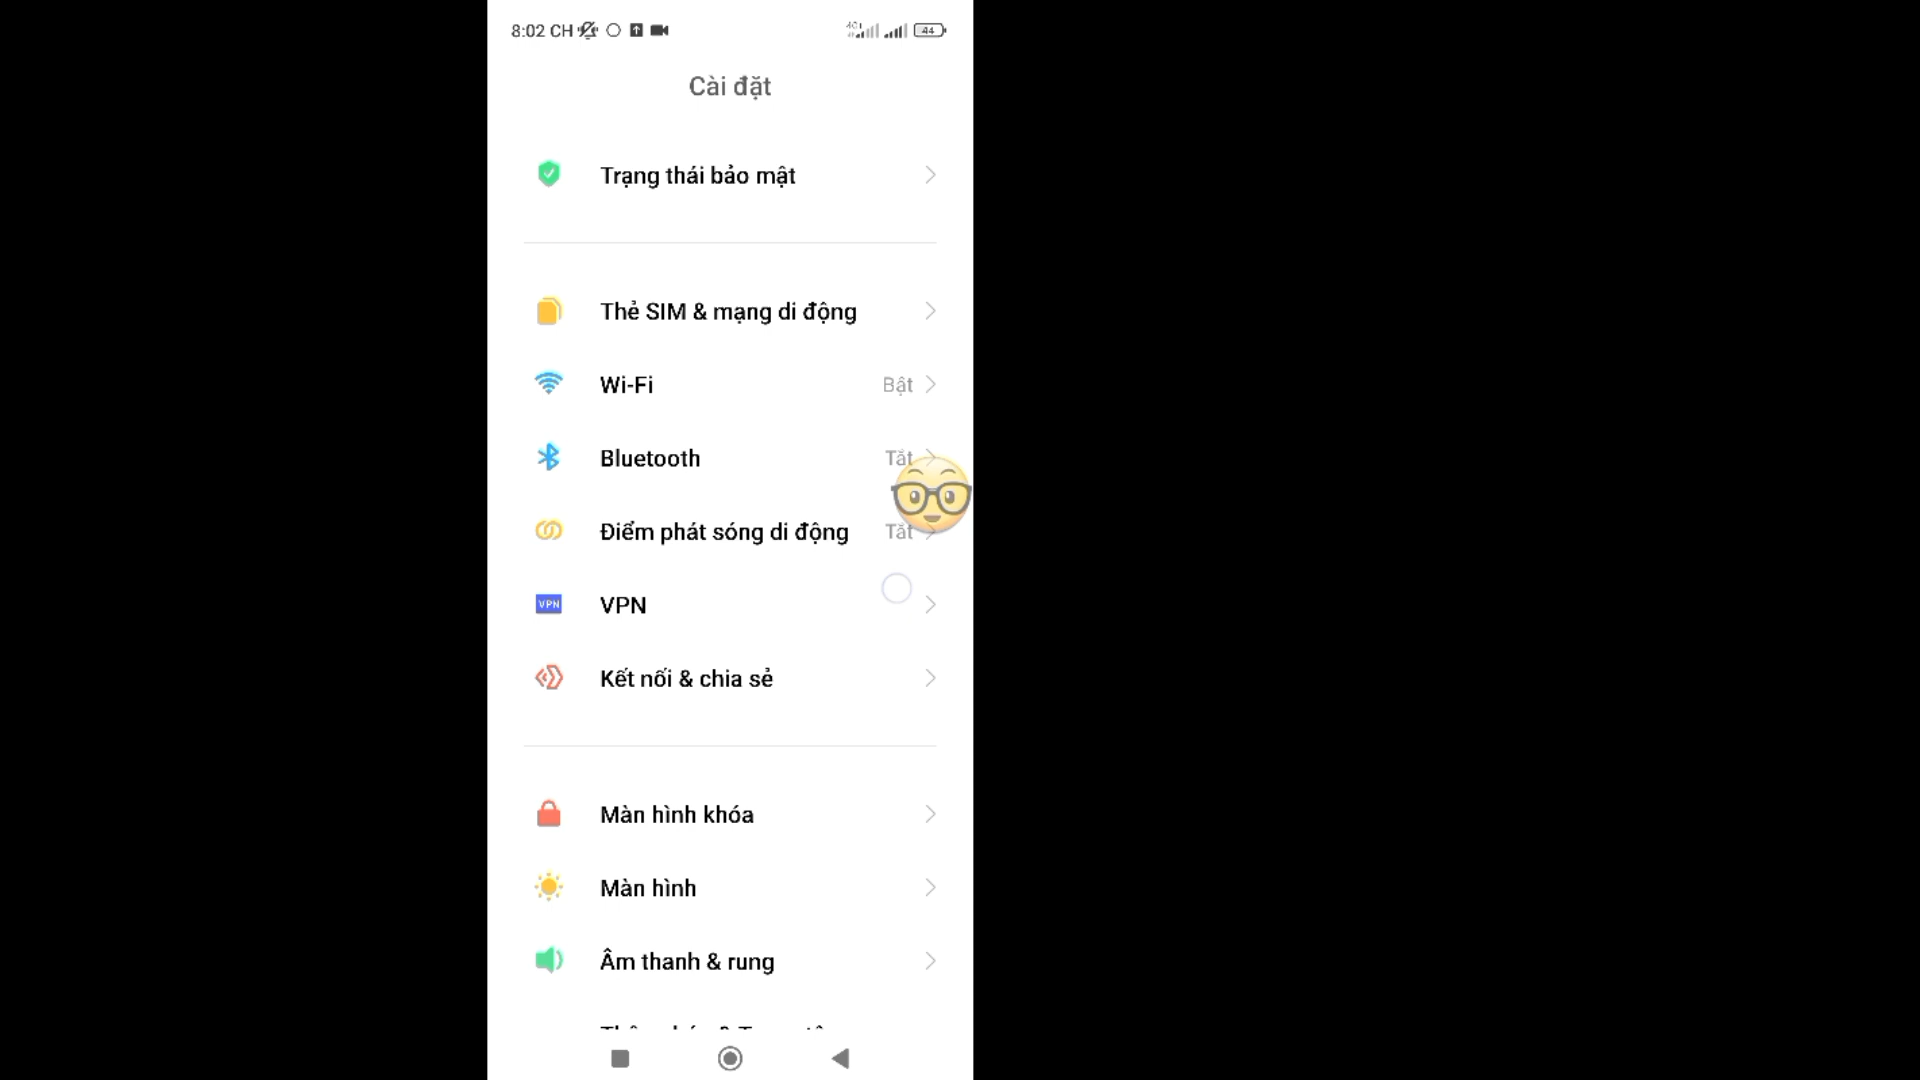 8:02 CH
4G
44
Cài đặt
Trạng thái bảo mật
Thẻ SIM & mạng di động
Wi-Fi Bật
Bluetooth Tắt
Điểm phát sóng di động Tắt
VPN VPN
Kết nối & chia sẻ
Màn hình khóa
Màn hình
Âm thanh & rung